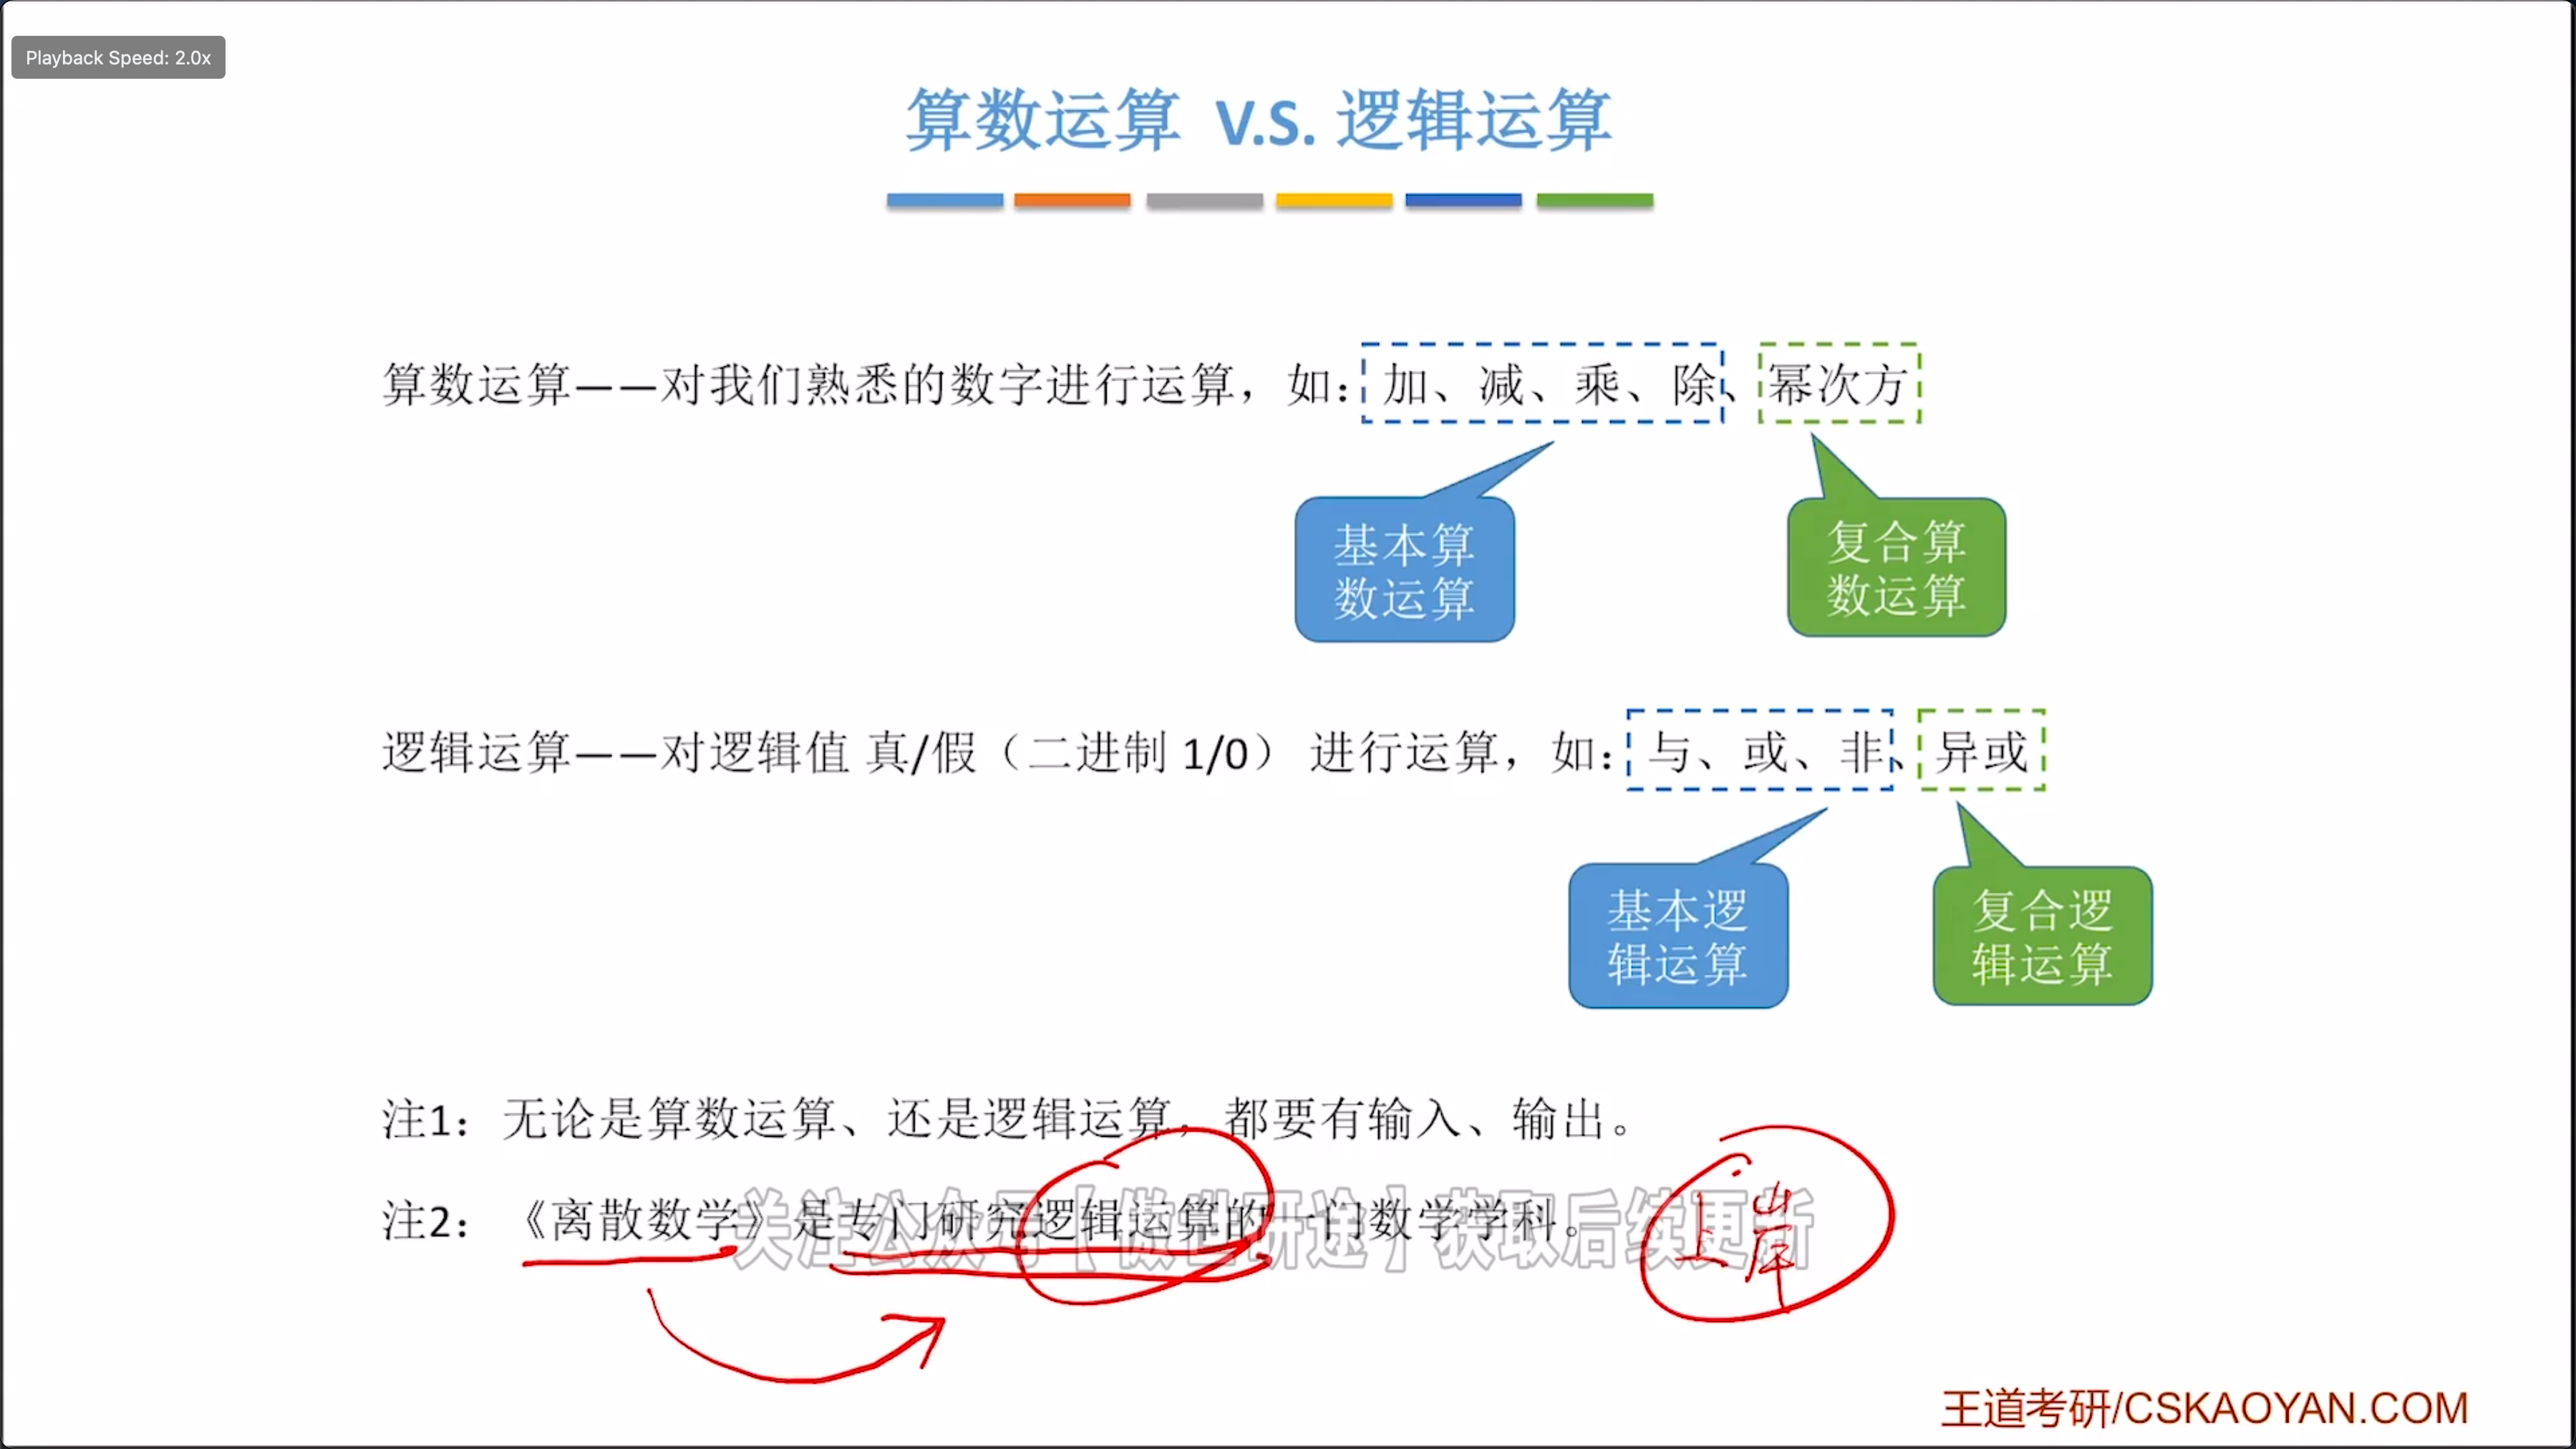 Playback Speed: 2.0x
算数运算 V.S. 逻辑运算
算数运算——对我们熟悉的数字进行运算，如：加、减、乘、除、幂次方
基本算
数运算
复合算
数运算
逻辑运算——对逻辑值 真/假（二进制 1/0） 进行运算，如：与、或、非、异或
基本逻
辑运算
复合逻
辑运算
注1：无论是算数运算、还是逻辑运算，都要有输入、输出。
注2：《离散数学》是专门研究逻辑运算的一门数学学科。
关注公众号【傲世研途】获取后续更新
上岸
王道考研/CSKAOYAN.COM